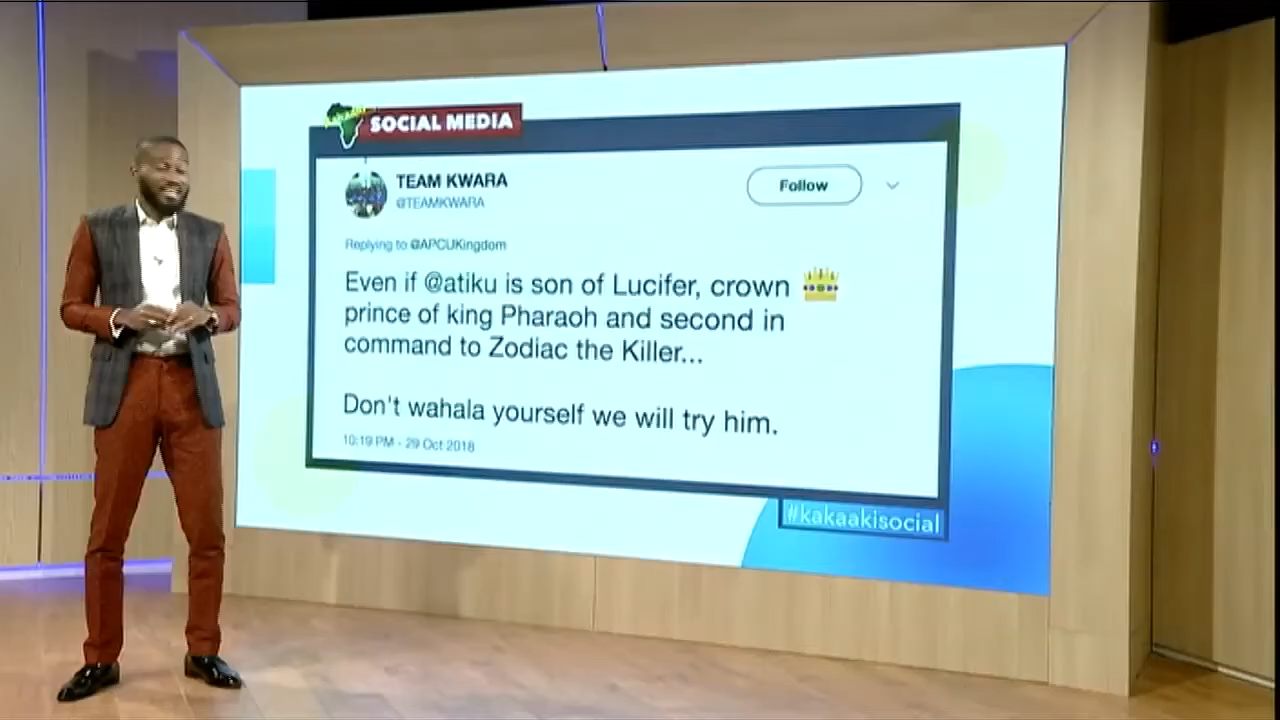 SOCIAL MEDIA
TEAM KWARA
@TEAMKWARA
Follow
Replying to @APCUKingdom
Even if @atiku is son of Lucifer, crown 👑
prince of king Pharaoh and second in
command to Zodiac the Killer...
Don't wahala yourself we will try him.
10:19 PM - 29 Oct 2018
#kakaakisocial